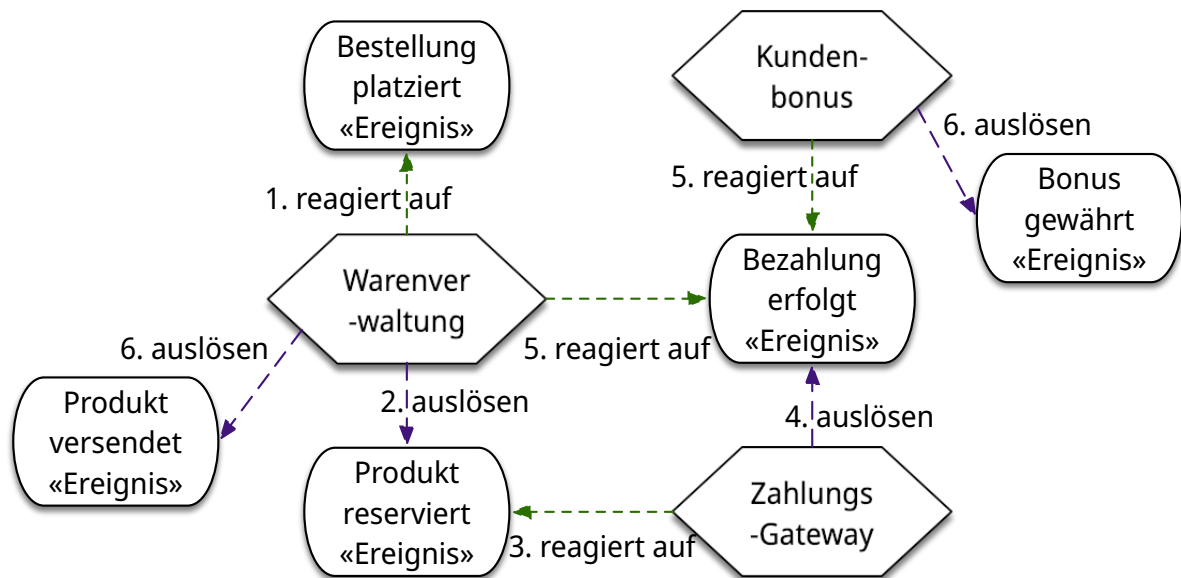 Bestellung
platziert
«Ereignis»
Kunden-
bonus
6. auslösen
1. reagiert auf
5. reagiert auf
Bonus
gewährt
«Ereignis»
Warenver
-waltung
Bezahlung
erfolgt
«Ereignis»
6. auslösen
5. reagiert auf
Produkt
versendet
«Ereignis»
2. auslösen
4. auslösen
Produkt
reserviert
«Ereignis»
3. reagiert auf
Zahlungs
-Gateway